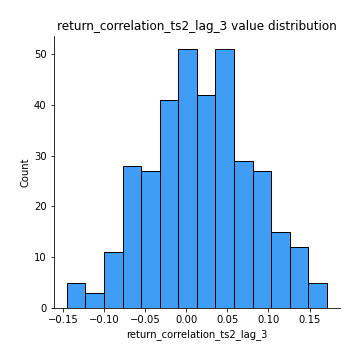 return_correlation_ts2_lag_3 value distribution
50
40
30
20
10
0
Count
−0.15 −0.10 −0.05 0.00 0.05 0.10 0.15
return_correlation_ts2_lag_3